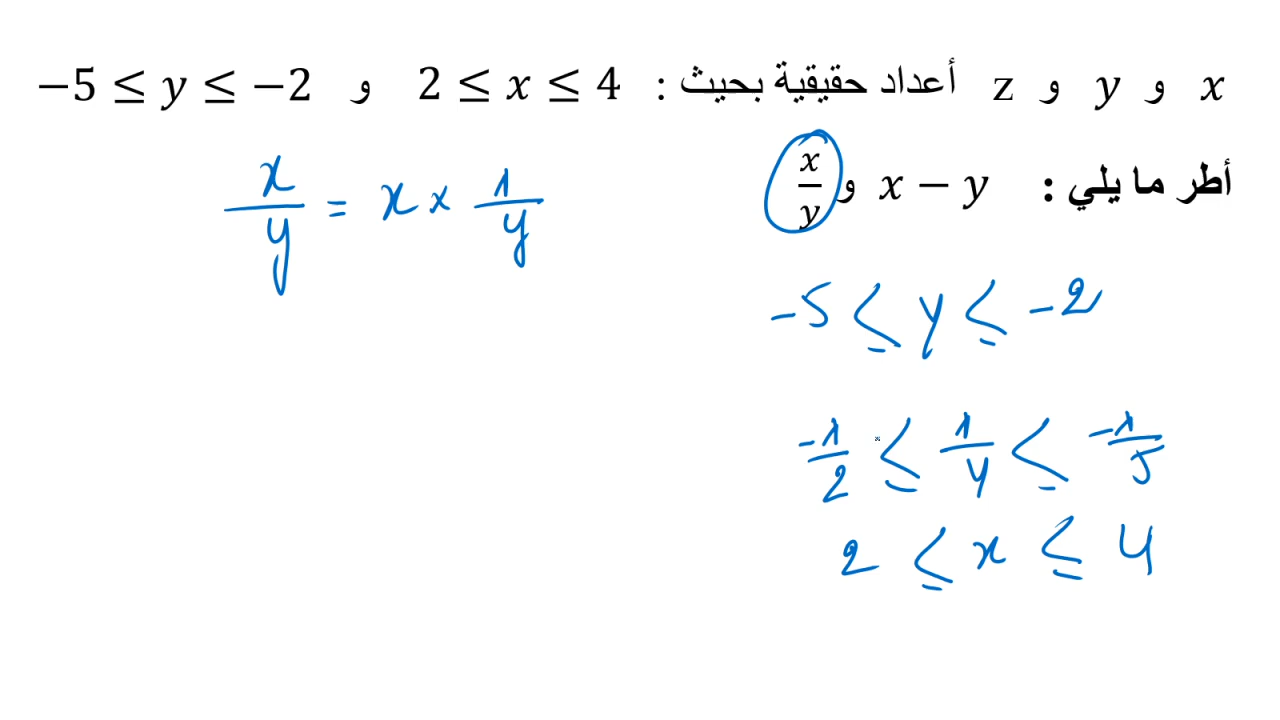 x و y و z أعداد حقيقية بحيث : 2 ≤ x ≤ 4 و −5 ≤ y ≤ −2
أطر ما يلي : x − y و x/y
x/y = x × 1/y
-5 ≤ y ≤ -2
-1/2 ≤ 1/y ≤ -1/5
2 ≤ x ≤ 4